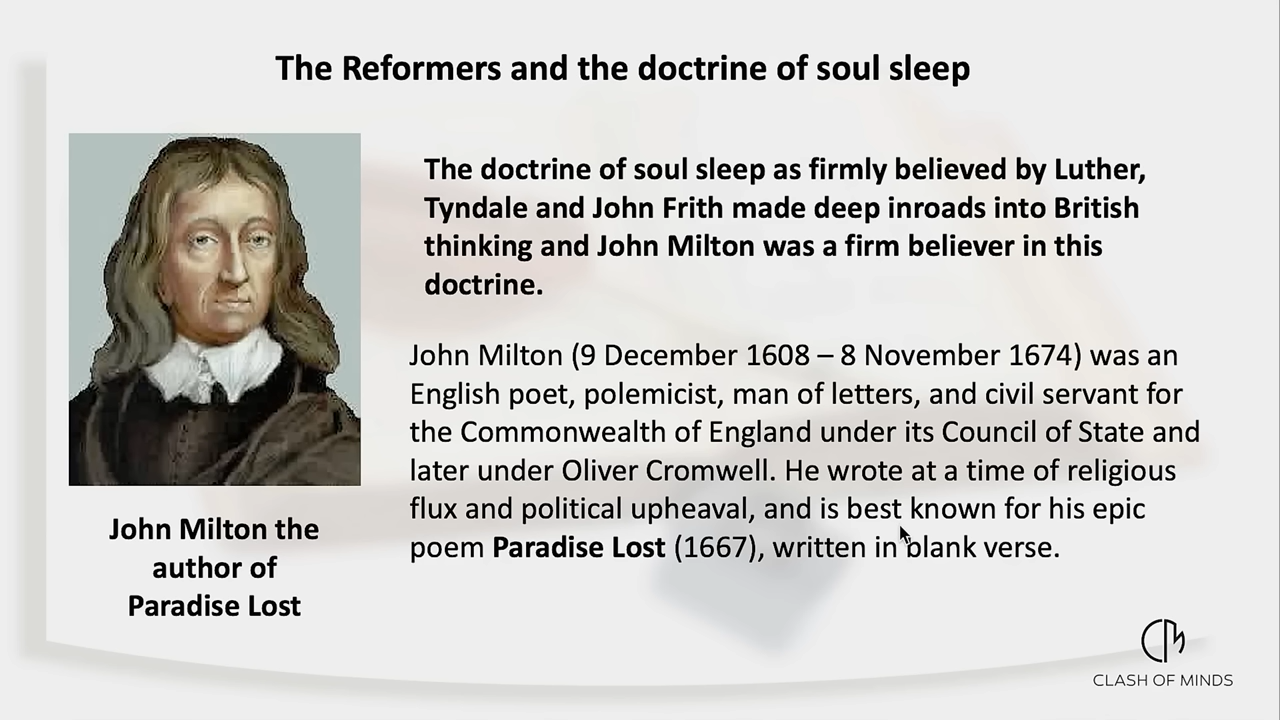 The Reformers and the doctrine of soul sleep
The doctrine of soul sleep as firmly believed by Luther,
Tyndale and John Frith made deep inroads into British
thinking and John Milton was a firm believer in this
doctrine.
John Milton (9 December 1608 – 8 November 1674) was an
English poet, polemicist, man of letters, and civil servant for
the Commonwealth of England under its Council of State and
later under Oliver Cromwell. He wrote at a time of religious
flux and political upheaval, and is best known for his epic
poem Paradise Lost (1667), written in blank verse.
John Milton the
author of
Paradise Lost
CLASH OF MINDS